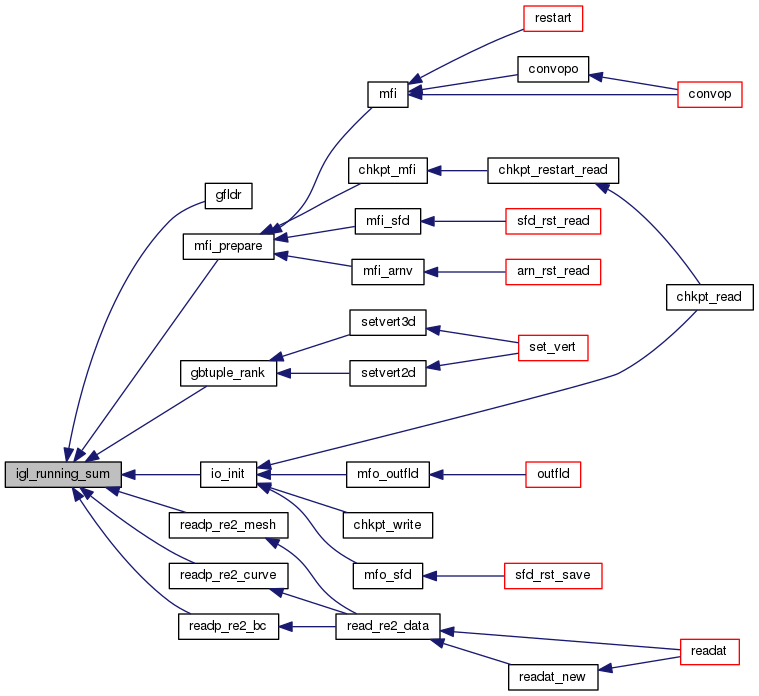 restart
convopo
mfi
convop
chkpt_mfi
chkpt_restart_read
gfldr
mfi_sfd
sfd_rst_read
mfi_prepare
mfi_arnv
arn_rst_read
chkpt_read
setvert3d
set_vert
gbtuple_rank
setvert2d
igl_running_sum
io_init
mfo_outfld
outfld
readp_re2_mesh
chkpt_write
readp_re2_curve
mfo_sfd
sfd_rst_save
readp_re2_bc
read_re2_data
readat
readat_new